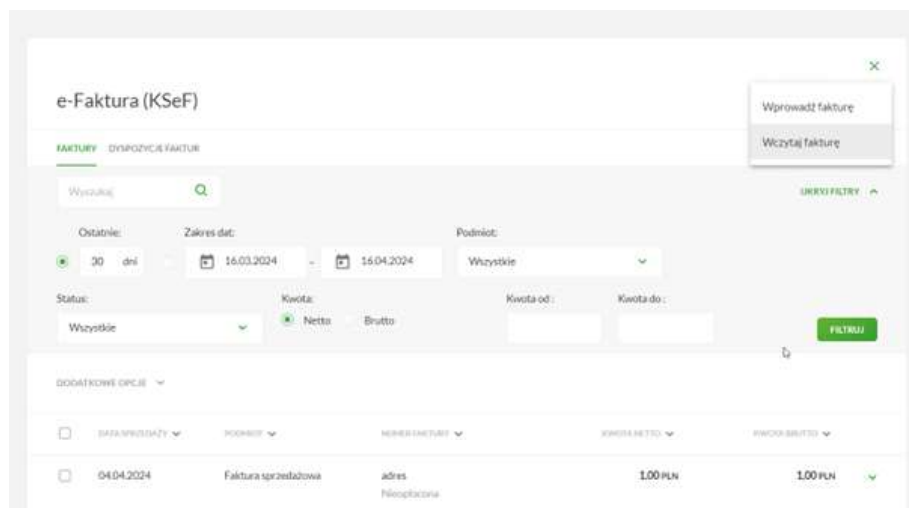 e-Faktura (KSeF)
Wprowadź fakturę
Wczytaj fakturę
FAKTURY DYSPOZYCJE FAKTUR
Wyszukaj
UKRYJ FILTRY
Ostatnie: Zakres dat: Podmiot:
30 dni 16.03.2024 - 16.04.2024 Wszystkie
Status: Kwota: Kwota od : Kwota do :
Wszystkie Netto Brutto
FILTRUJ
DODATKOWE OPCJE
DATA SPRZEDAŻY PODMIOT NUMER FAKTURY KWOTA NETTO KWOTA BRUTTO
04.04.2024 Faktura sprzedażowa adres 1,00 PLN 1,00 PLN
Nieopłacona